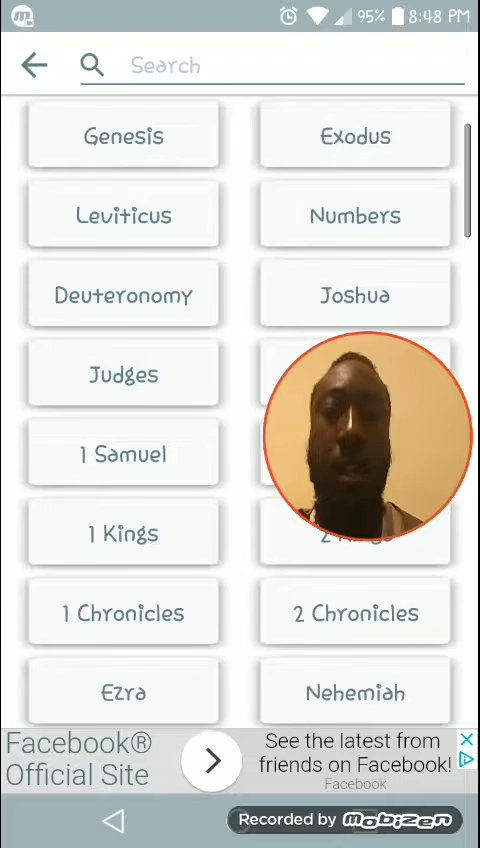 95% 8:48 PM
Search
Genesis Exodus
Leviticus Numbers
Deuteronomy Joshua
Judges
1 Samuel
1 Kings
1 Chronicles 2 Chronicles
Ezra Nehemiah
Facebook® See the latest from
Official Site friends on Facebook!
Facebook
Recorded by mobizen